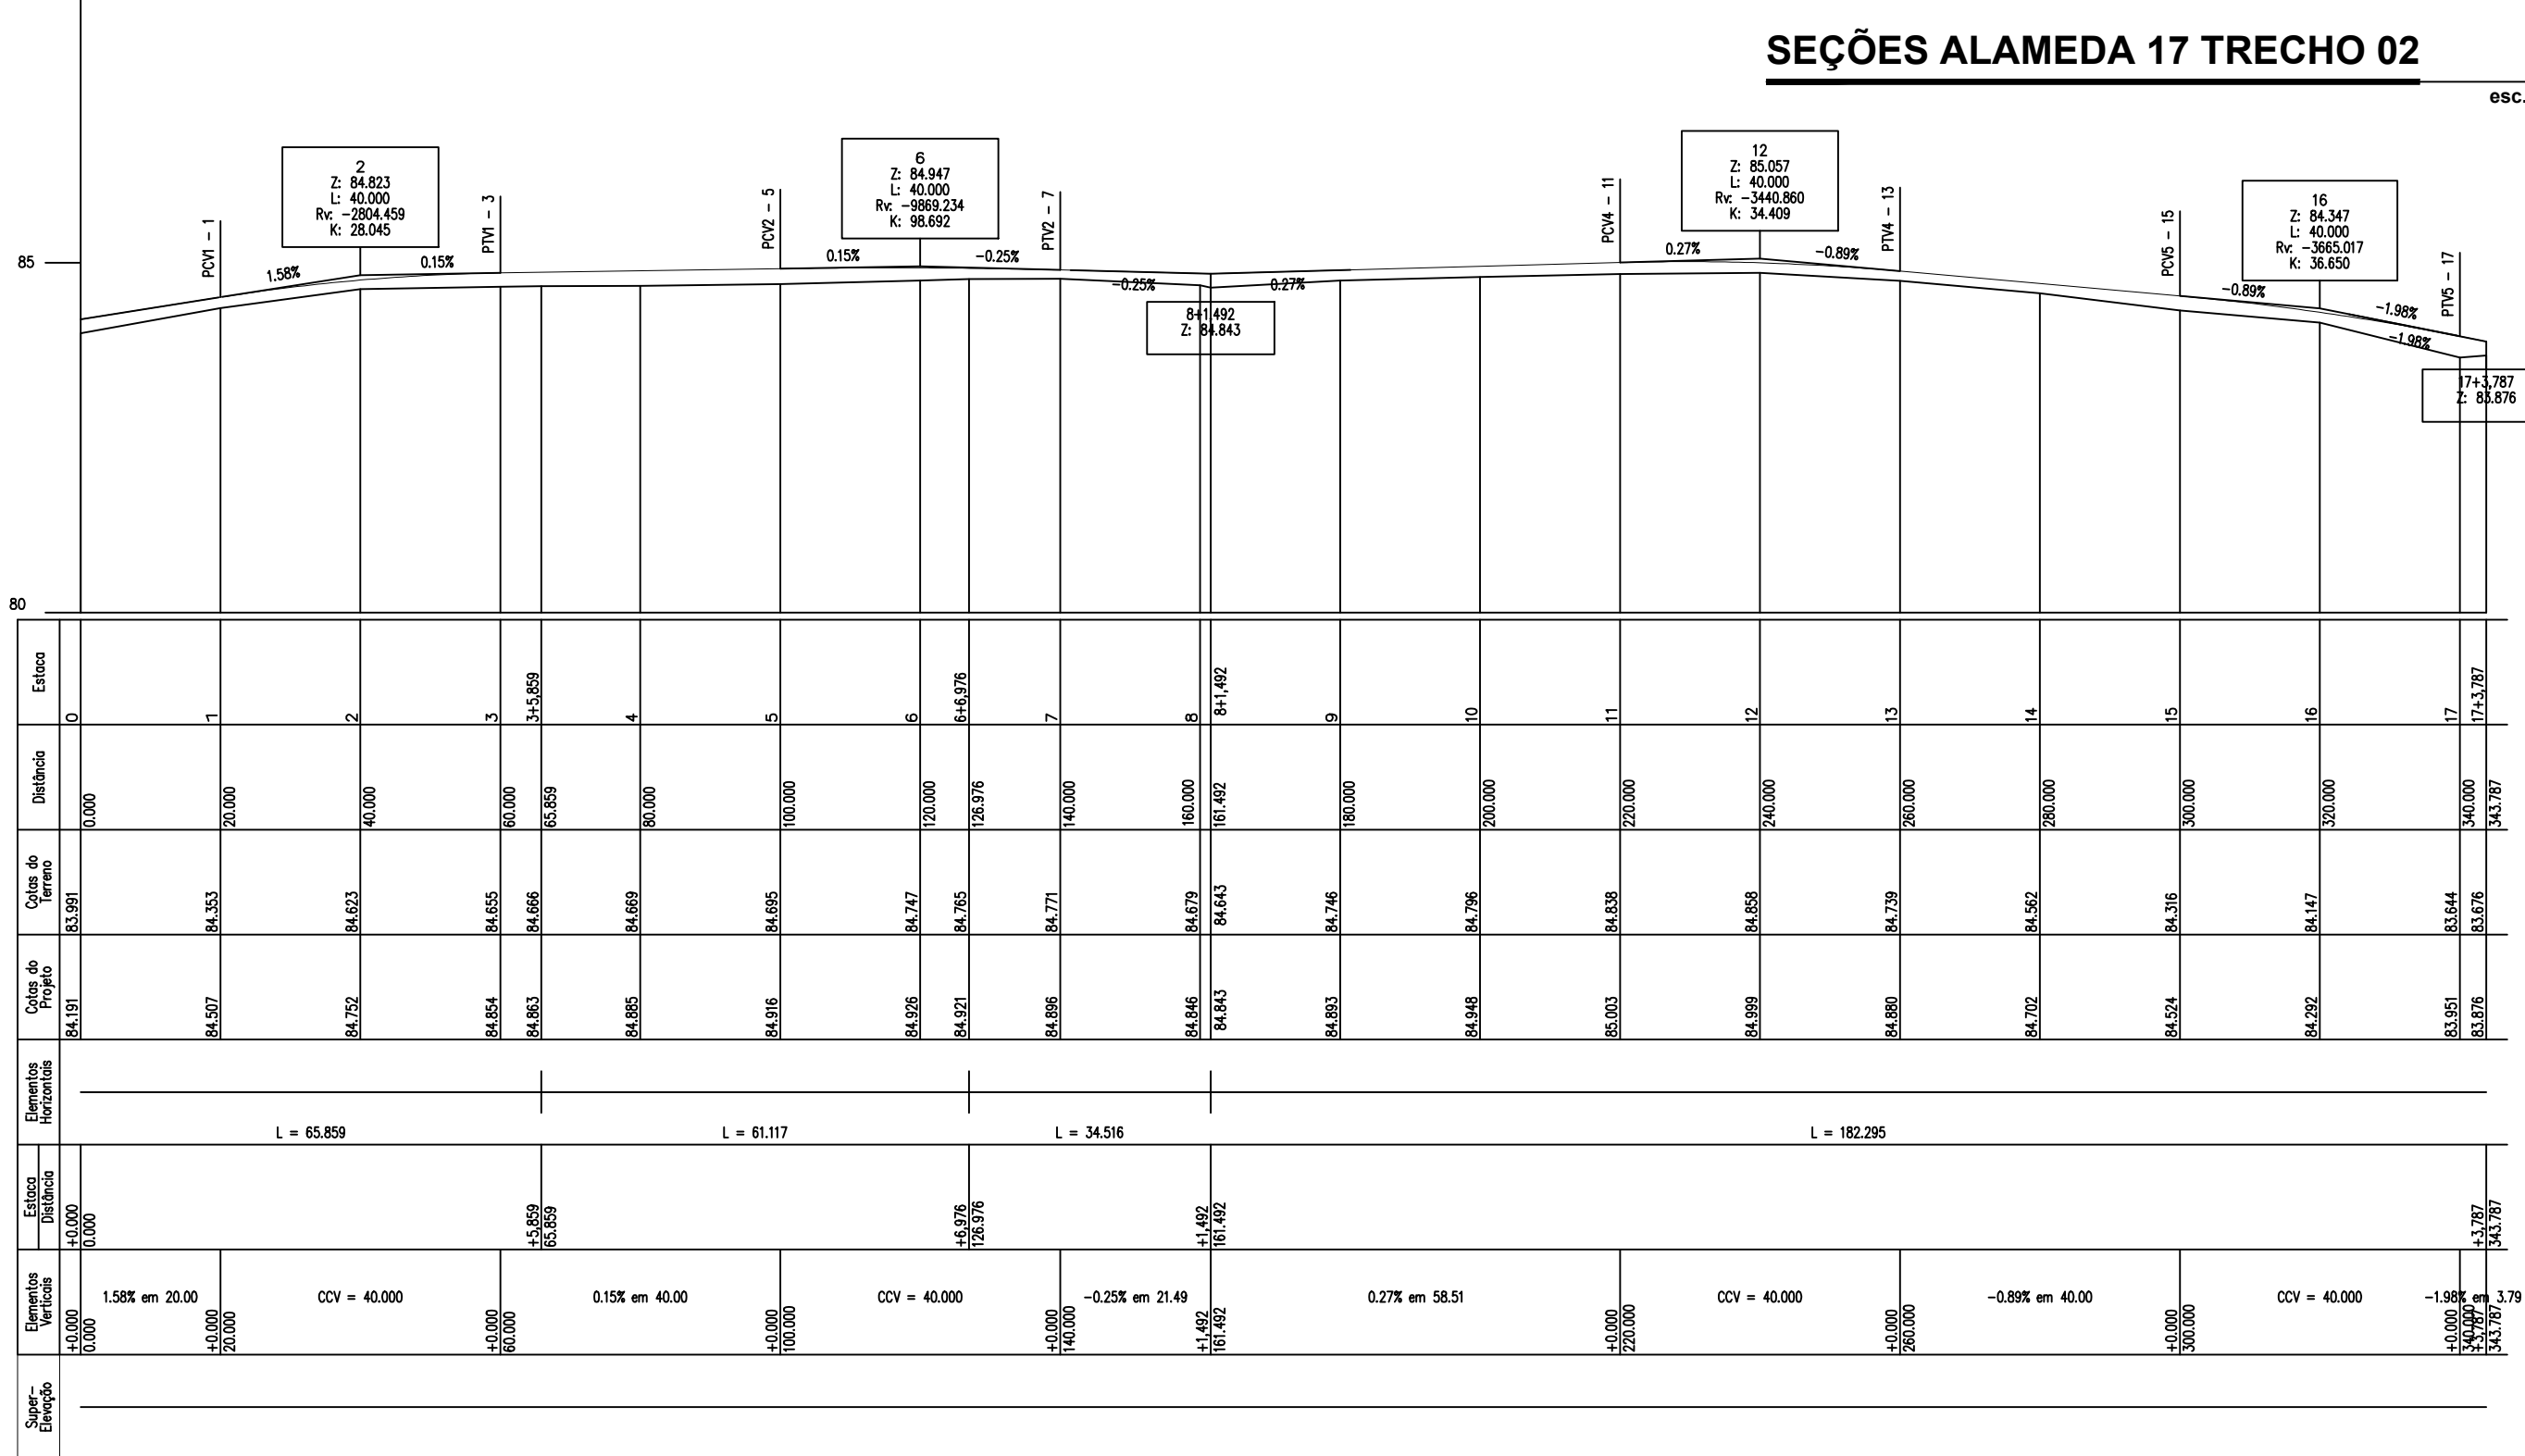 SEÇÕES ALAMEDA 17 TRECHO 02
esc.
85
80
PCV1 - 1
1.58%
2
Z: 84.823
L: 40.000
Rv: -2804.459
K: 28.045
0.15%
PTV1 - 3
PCV2 - 5
0.15%
6
Z: 84.947
L: 40.000
Rv: -9869.234
K: 98.692
-0.25%
PTV2 - 7
-0.25%
8+1,492
Z: 84.843
0.27%
PCV4 - 11
0.27%
12
Z: 85.057
L: 40.000
Rv: -3440.860
K: 34.409
-0.89%
PTV4 - 13
PCV5 - 15
-0.89%
16
Z: 84.347
L: 40.000
Rv: -3665.017
K: 36.650
-1.98%
-1.98%
PTV5 - 17
17+3,787
Z: 83.876
Estaca
0 1 2 3 3+5,859 4 5 6 6+6,976 7 8 8+1,492 9 10 11 12 13 14 15 16 17 17+3,787
Distância
0.000 20.000 40.000 60.000 65.859 80.000 100.000 120.000 126.976 140.000 160.000 161.492 180.000 200.000 220.000 240.000 260.000 280.000 300.000 320.000 340.000 343.787
Cotas do
Terreno
83.991 84.353 84.623 84.655 84.666 84.669 84.695 84.747 84.765 84.771 84.679 84.643 84.746 84.796 84.838 84.858 84.739 84.562 84.316 84.147 83.644 83.676
Cotas do
Projeto
84.191 84.507 84.752 84.854 84.863 84.885 84.916 84.926 84.921 84.896 84.846 84.843 84.893 84.948 85.003 84.999 84.880 84.702 84.524 84.292 83.951 83.876
Elementos
Horizontais
L = 65.859 L = 61.117 L = 34.516 L = 182.295
Estaca
Distância
+0.000 +5,859 +6,976 +1,492 +3,787
0.000 65.859 126.976 161.492 343.787
Elementos
Verticais
1.58% em 20.00 CCV = 40.000 0.15% em 40.00 CCV = 40.000 -0.25% em 21.49 0.27% em 58.51 CCV = 40.000 -0.89% em 40.00 CCV = 40.000 -1.98% em 3.79
+0.000 +0.000 +0.000 +0.000 +0.000 +1,492 +0.000 +0.000 +0.000 +0.000 +3,787
0.000 20.000 60.000 100.000 140.000 161.492 220.000 260.000 300.000 340.000 343.787
Super-
Elevação